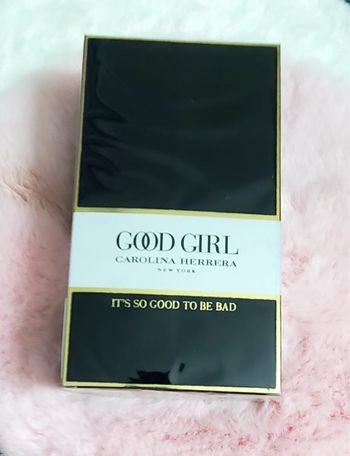 GOOD GIRL
CAROLINA HERRERA
NEW YORK
IT'S SO GOOD TO BE BAD